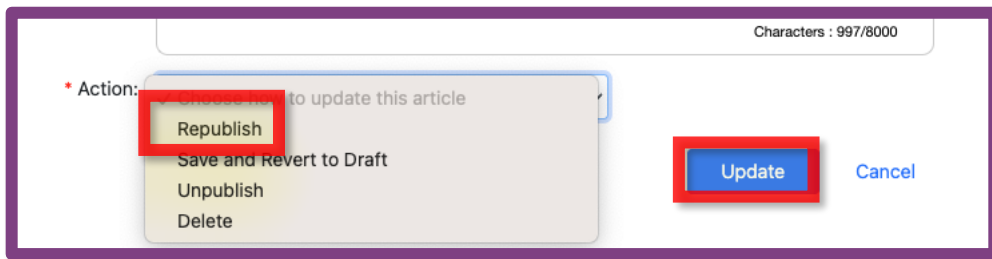 Characters : 997/8000
* Action:
✓ Choose how to update this article
Republish
Save and Revert to Draft
Unpublish
Delete
Update
Cancel